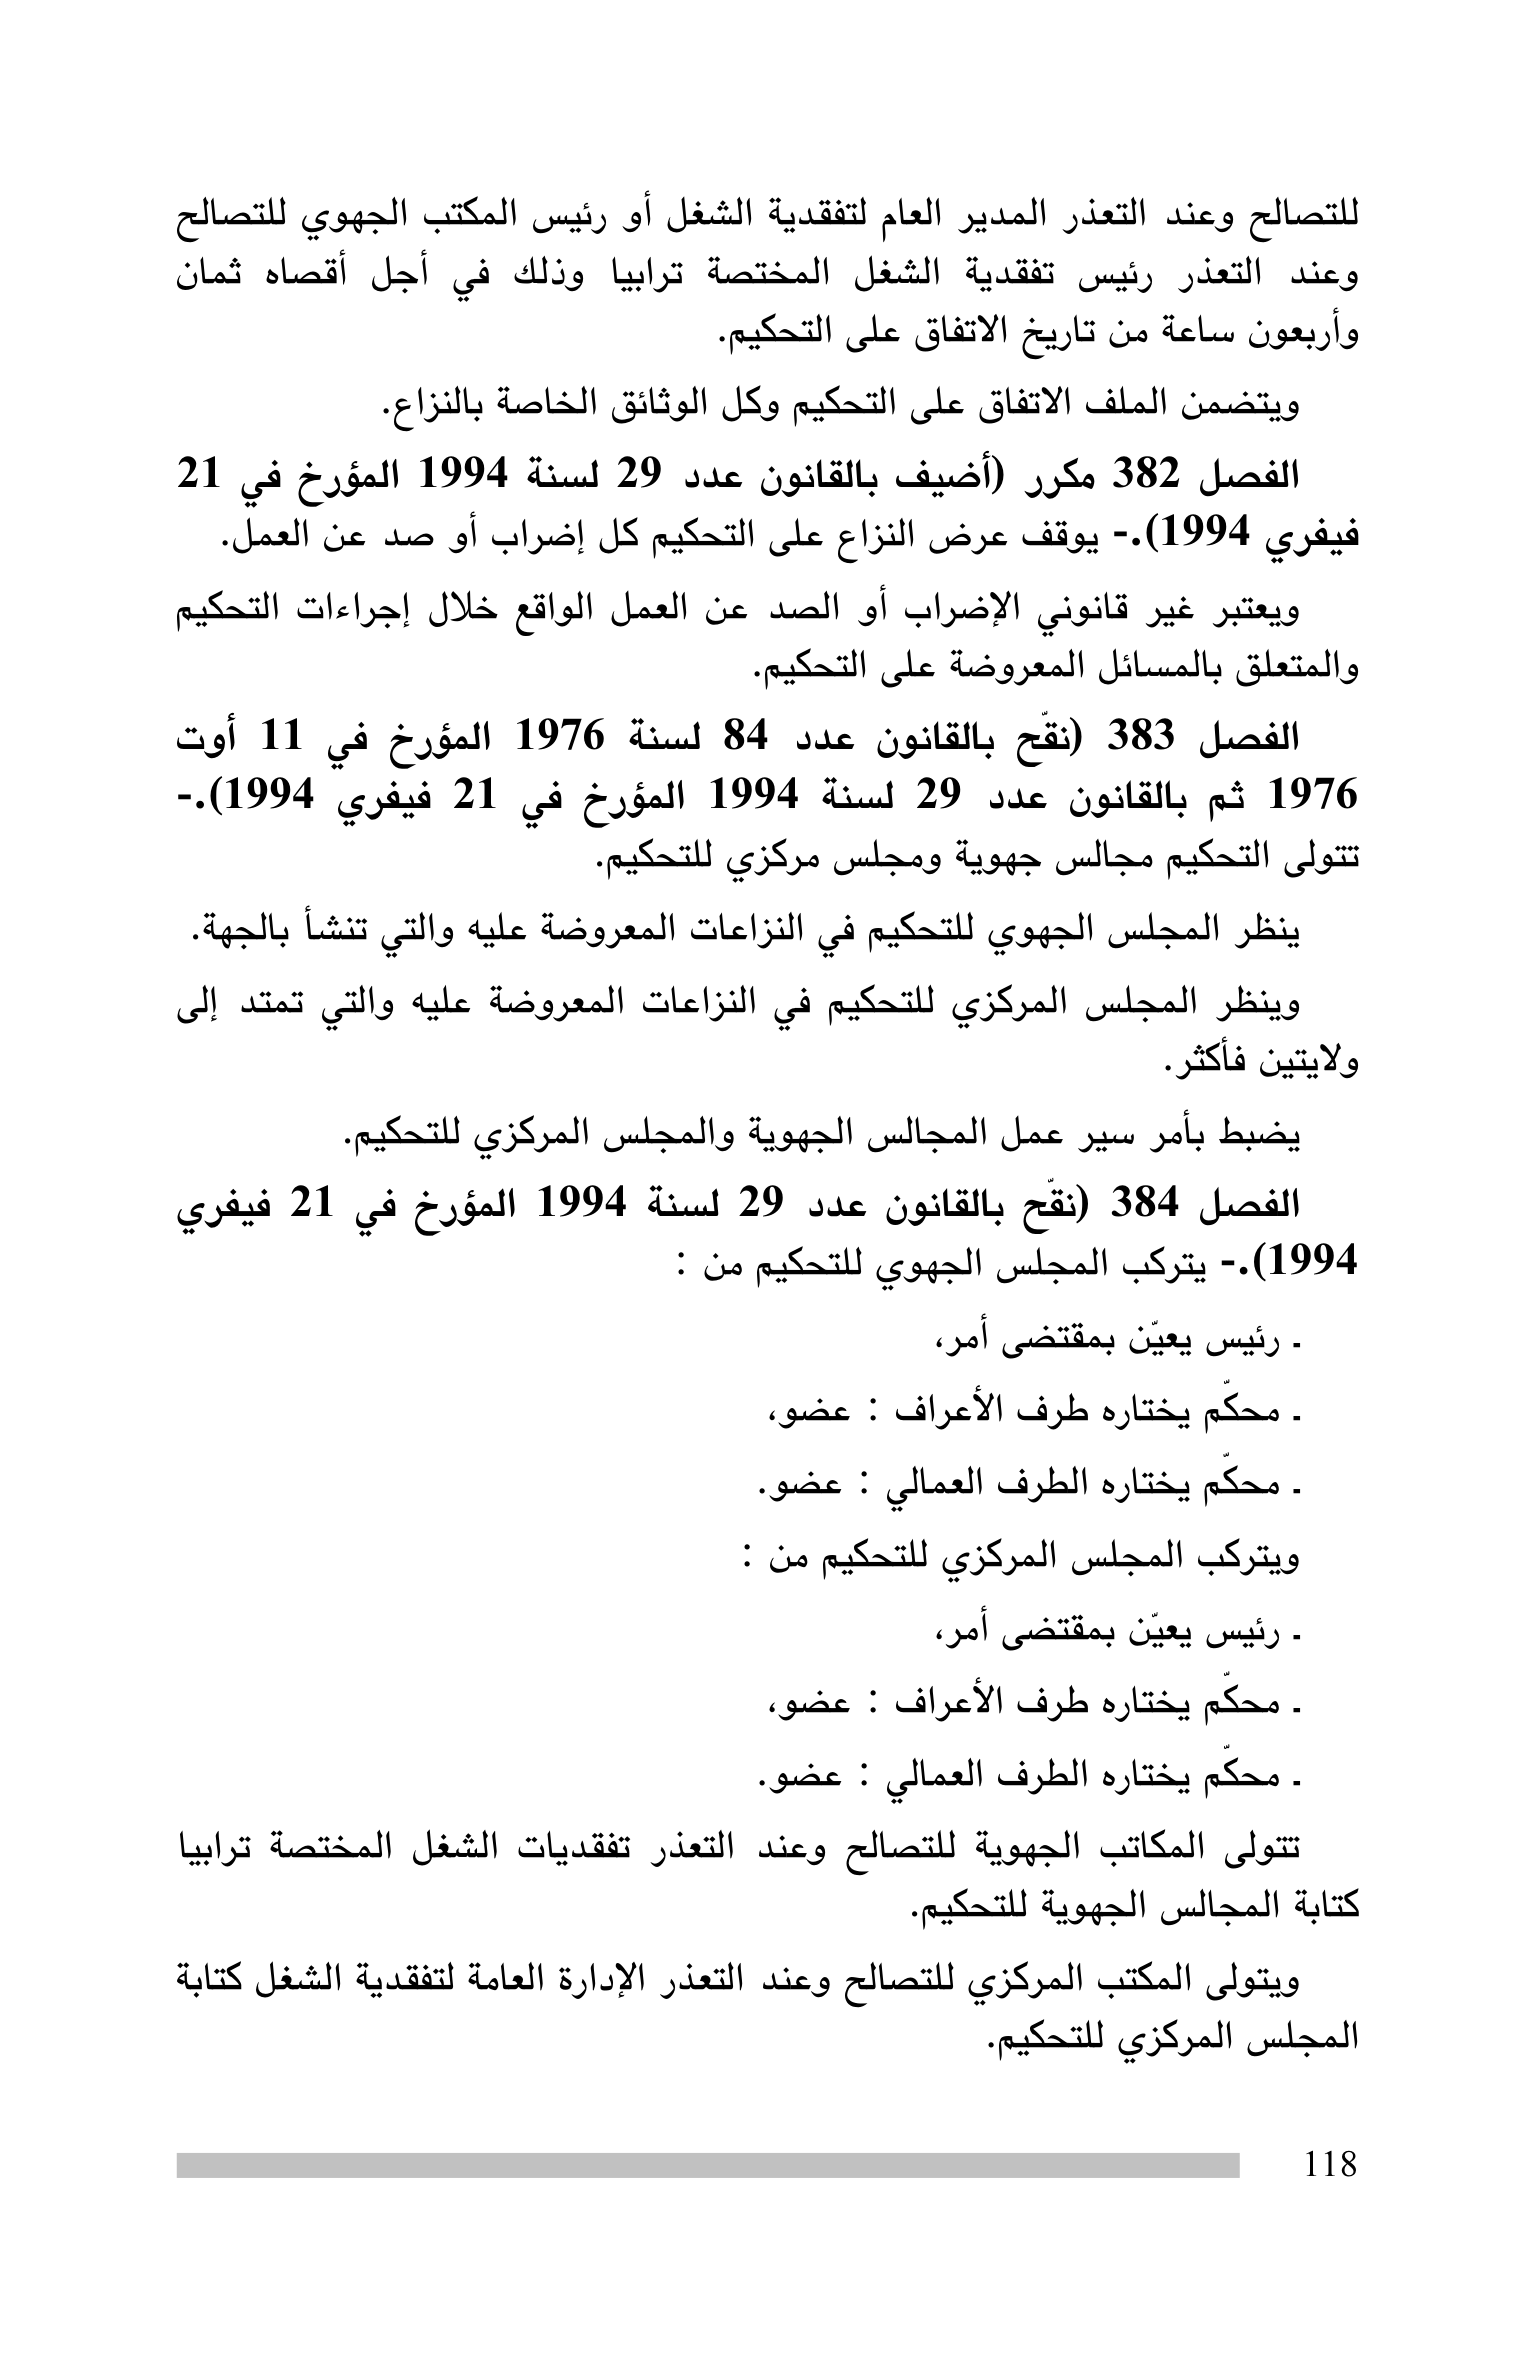 للتصالح وعند التعذر المدير العام لتفقدية الشغل أو رئيس المكتب الجهوي للتصالح
وعند التعذر رئيس تفقدية الشغل المختصة ترابيا وذلك في أجل أقصاه ثمان
وأربعون ساعة من تاريخ الاتفاق على التحكيم.
ويتضمن الملف الاتفاق على التحكيم وكل الوثائق الخاصة بالنزاع.
الفصل 382 مكرر (أضيف بالقانون عدد 29 لسنة 1994 المؤرخ في 21
فيفري 1994).- يوقف عرض النزاع على التحكيم كل إضراب أو صد عن العمل.
ويعتبر غير قانوني الإضراب أو الصد عن العمل الواقع خلال إجراءات التحكيم
والمتعلق بالمسائل المعروضة على التحكيم.
الفصل 383 (نقّح بالقانون عدد 84 لسنة 1976 المؤرخ في 11 أوت
1976 ثم بالقانون عدد 29 لسنة 1994 المؤرخ في 21 فيفري 1994).-
تتولى التحكيم مجالس جهوية ومجلس مركزي للتحكيم.
ينظر المجلس الجهوي للتحكيم في النزاعات المعروضة عليه والتي تنشأ بالجهة.
وينظر المجلس المركزي للتحكيم في النزاعات المعروضة عليه والتي تمتد إلى
ولايتين فأكثر.
يضبط بأمر سير عمل المجالس الجهوية والمجلس المركزي للتحكيم.
الفصل 384 (نقّح بالقانون عدد 29 لسنة 1994 المؤرخ في 21 فيفري
1994).- يتركب المجلس الجهوي للتحكيم من :
ـ رئيس يعيّن بمقتضى أمر،
ـ محكّم يختاره طرف الأعراف : عضو،
ـ محكّم يختاره الطرف العمالي : عضو.
ويتركب المجلس المركزي للتحكيم من :
ـ رئيس يعيّن بمقتضى أمر،
ـ محكّم يختاره طرف الأعراف : عضو،
ـ محكّم يختاره الطرف العمالي : عضو.
تتولى المكاتب الجهوية للتصالح وعند التعذر تفقديات الشغل المختصة ترابيا
كتابة المجالس الجهوية للتحكيم.
ويتولى المكتب المركزي للتصالح وعند التعذر الإدارة العامة لتفقدية الشغل كتابة
المجلس المركزي للتحكيم.
118